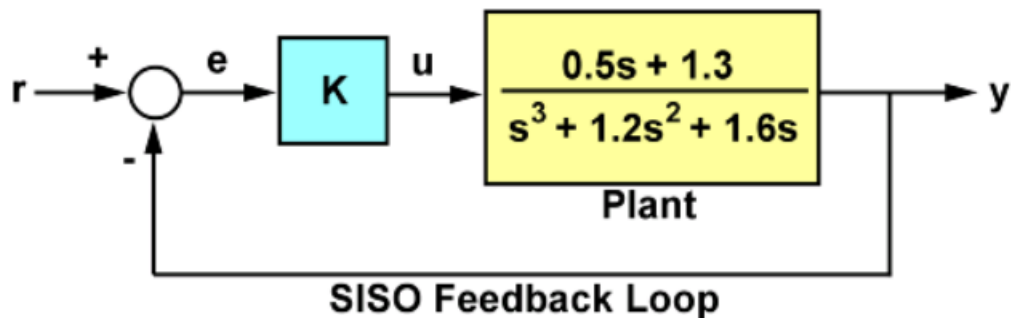 +
r
e
K
u
0.5s + 1.3
s³ + 1.2s² + 1.6s
y
-
Plant
SISO Feedback Loop